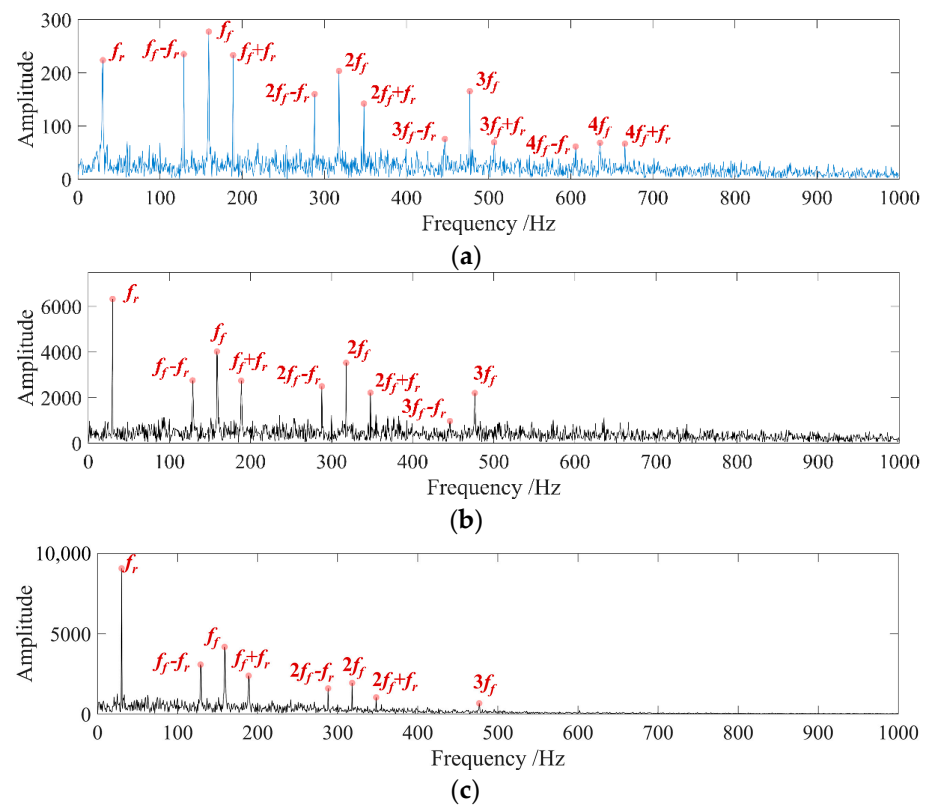 300
200
100
0
Amplitude
fr
ff-fr
ff
ff+fr
2ff-fr
2ff
2ff+fr
3ff-fr
3ff
3ff+fr
4ff-fr
4ff
4ff+fr
0 100 200 300 400 500 600 700 800 900 1000
Frequency /Hz
(a)
6000
4000
2000
0
Amplitude
fr
ff-fr
ff
ff+fr
2ff-fr
2ff
2ff+fr
3ff-fr
3ff
0 100 200 300 400 500 600 700 800 900 1000
Frequency /Hz
(b)
10,000
5000
0
Amplitude
fr
ff-fr
ff
ff+fr
2ff-fr
2ff
2ff+fr
3ff
0 100 200 300 400 500 600 700 800 900 1000
Frequency /Hz
(c)